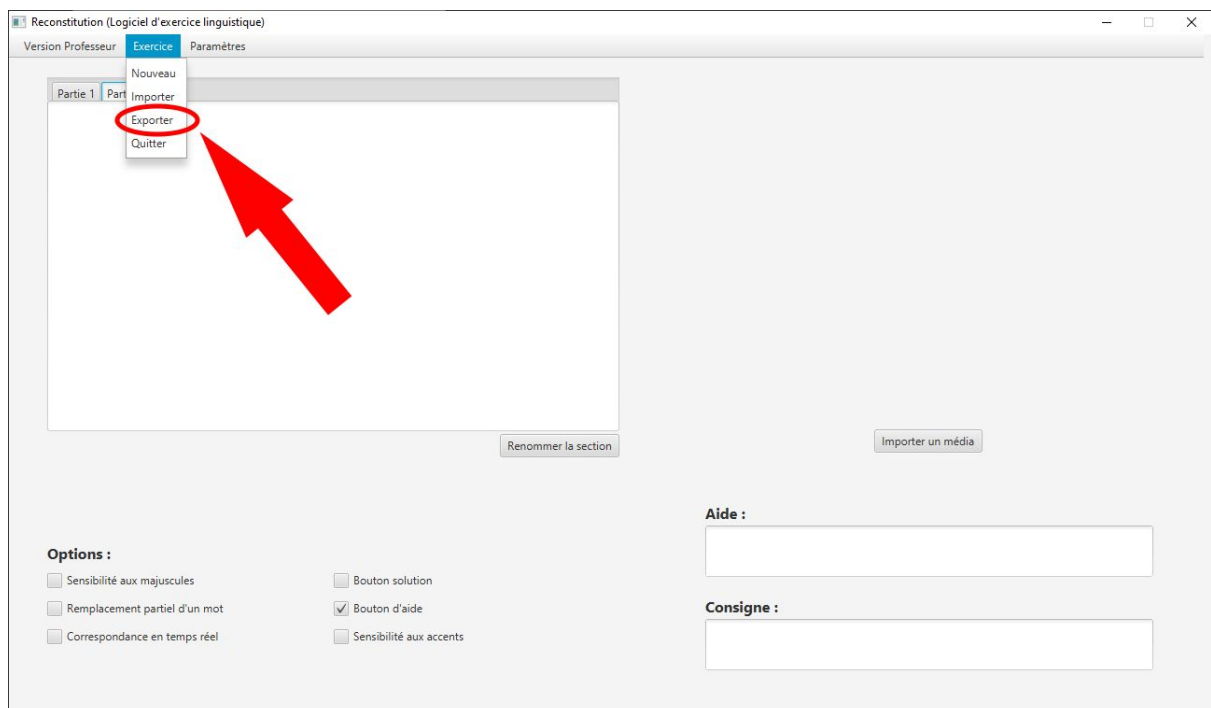 Reconstitution (Logiciel d'exercice linguistique)
Version Professeur Exercice Paramètres
Nouveau
Importer
Exporter
Quitter
Partie 1 Part
Renommer la section
Importer un média
Aide :
Consigne :
Options :
Sensibilité aux majuscules Bouton solution
Remplacement partiel d'un mot Bouton d'aide
Correspondance en temps réel Sensibilité aux accents